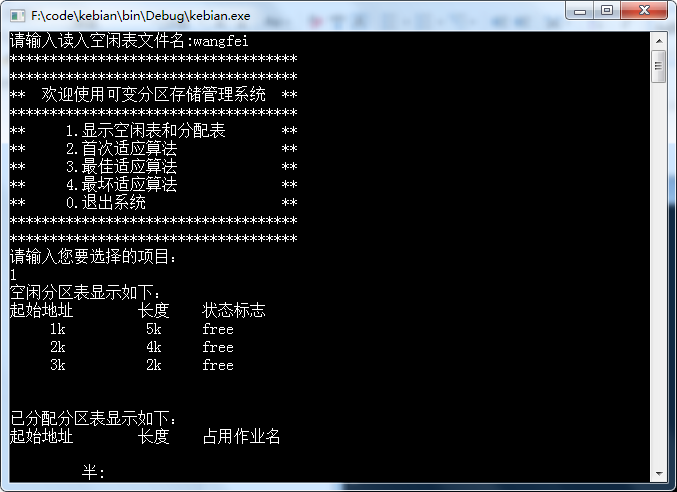 F:\code\kebian\bin\Debug\kebian.exe
请输入读入空闲表文件名:wangfei
************************************
************************************
**  欢迎使用可变分区存储管理系统  **
************************************
**     1.显示空闲表和分配表       **
**     2.首次适应算法             **
**     3.最佳适应算法             **
**     4.最坏适应算法             **
**     0.退出系统                 **
************************************
************************************
请输入您要选择的项目:
1
空闲分区表显示如下:
起始地址        长度    状态标志
     1k          5k     free
     2k          4k     free
     3k          2k     free
已分配分区表显示如下:
起始地址        长度    占用作业名
半: